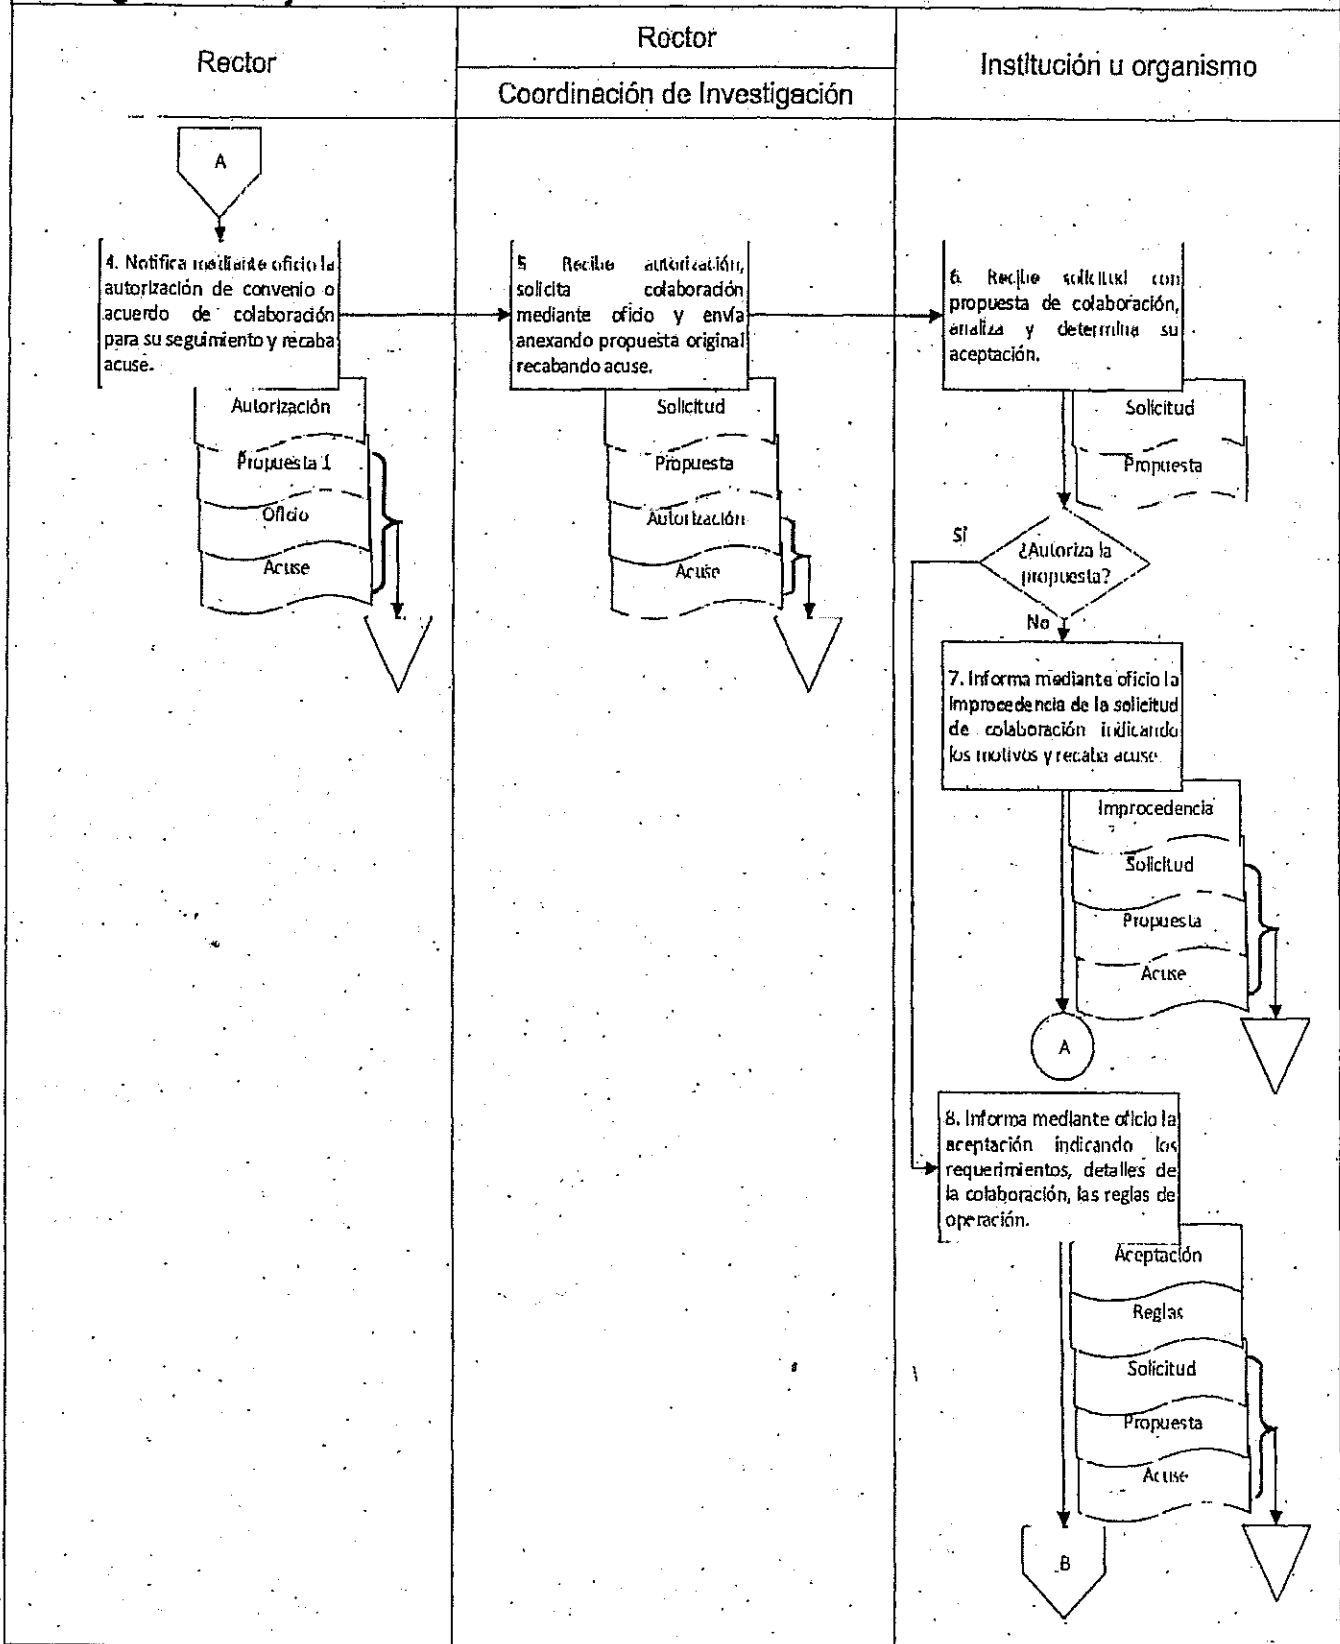 Rector
Rector
Coordinación de Investigación
Institución u organismo
A
4. Notifica mediante oficio la
autorización de convenio o
acuerdo de colaboración
para su seguimiento y recaba
acuse.
Autorización
Propuesta 1
Oficio
Acuse
5 Recibe autorización,
solicita colaboración
mediante oficio y envía
anexando propuesta original
recabando acuse.
Solicitud
Propuesta
Autorización
Acuse
6. Recibe solicitud con
propuesta de colaboración,
analiza y determina su
aceptación.
Solicitud
Propuesta
Si
¿Autoriza la
propuesta?
No
7. Informa mediante oficio la
improcedencia de la solicitud
de colaboración indicando
los motivos y recaba acuse.
Improcedencia
Solicitud
Propuesta
Acuse
A
8. Informa mediante oficio la
aceptación indicando los
requerimientos, detalles de
la colaboración, las reglas de
operación.
Aceptación
Reglas
Solicitud
Propuesta
Acuse
B